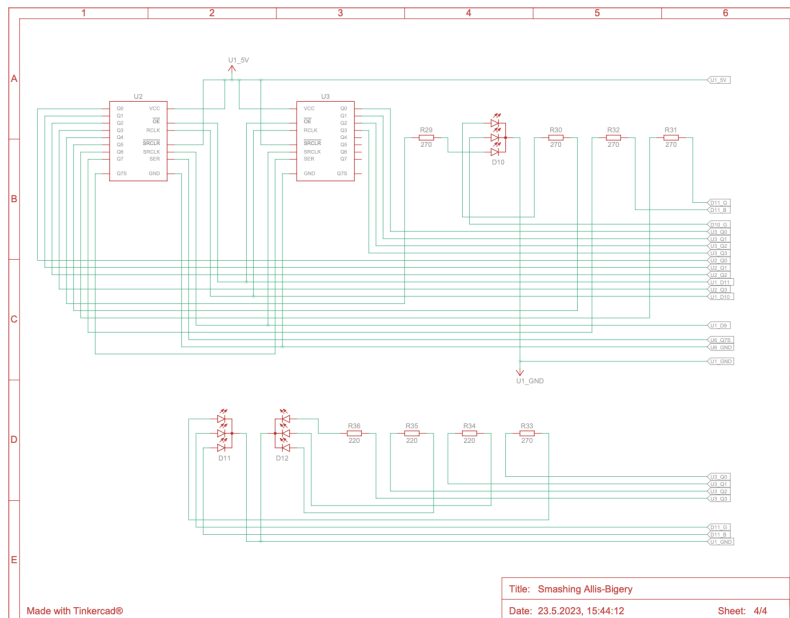 1 2 3 4 5 6
A
B
C
D
E
U1_5V
U1_5V
U2
Q0 VCC
Q1
Q2 OE
Q3 RCLK
Q4
Q5 SRCLR
Q6 SRCLK
Q7 SER
Q7S GND
U3
VCC Q0
Q1
OE Q2
RCLK Q3
Q4
SRCLR Q5
SRCLK Q6
SER Q7
GND Q7S
R29
270
D10
R30
270
R32
270
R31
270
D11_G
D11_B
D10_G
U3_Q0
U3_Q1
U3_Q2
U3_Q3
U2_Q0
U2_Q1
U2_Q2
U1_D11
U2_Q3
U1_D10
U1_GND
U1_GND
D11
D12
R36
220
R35
220
R34
220
R33
270
U3_Q0
U3_Q1
U3_Q2
U3_Q3
D11_G
D11_B
U1_GND
Title: Smashing Allis-Bigery
Date: 23.5.2023, 15:44:12 Sheet: 4/4
Made with Tinkercad®